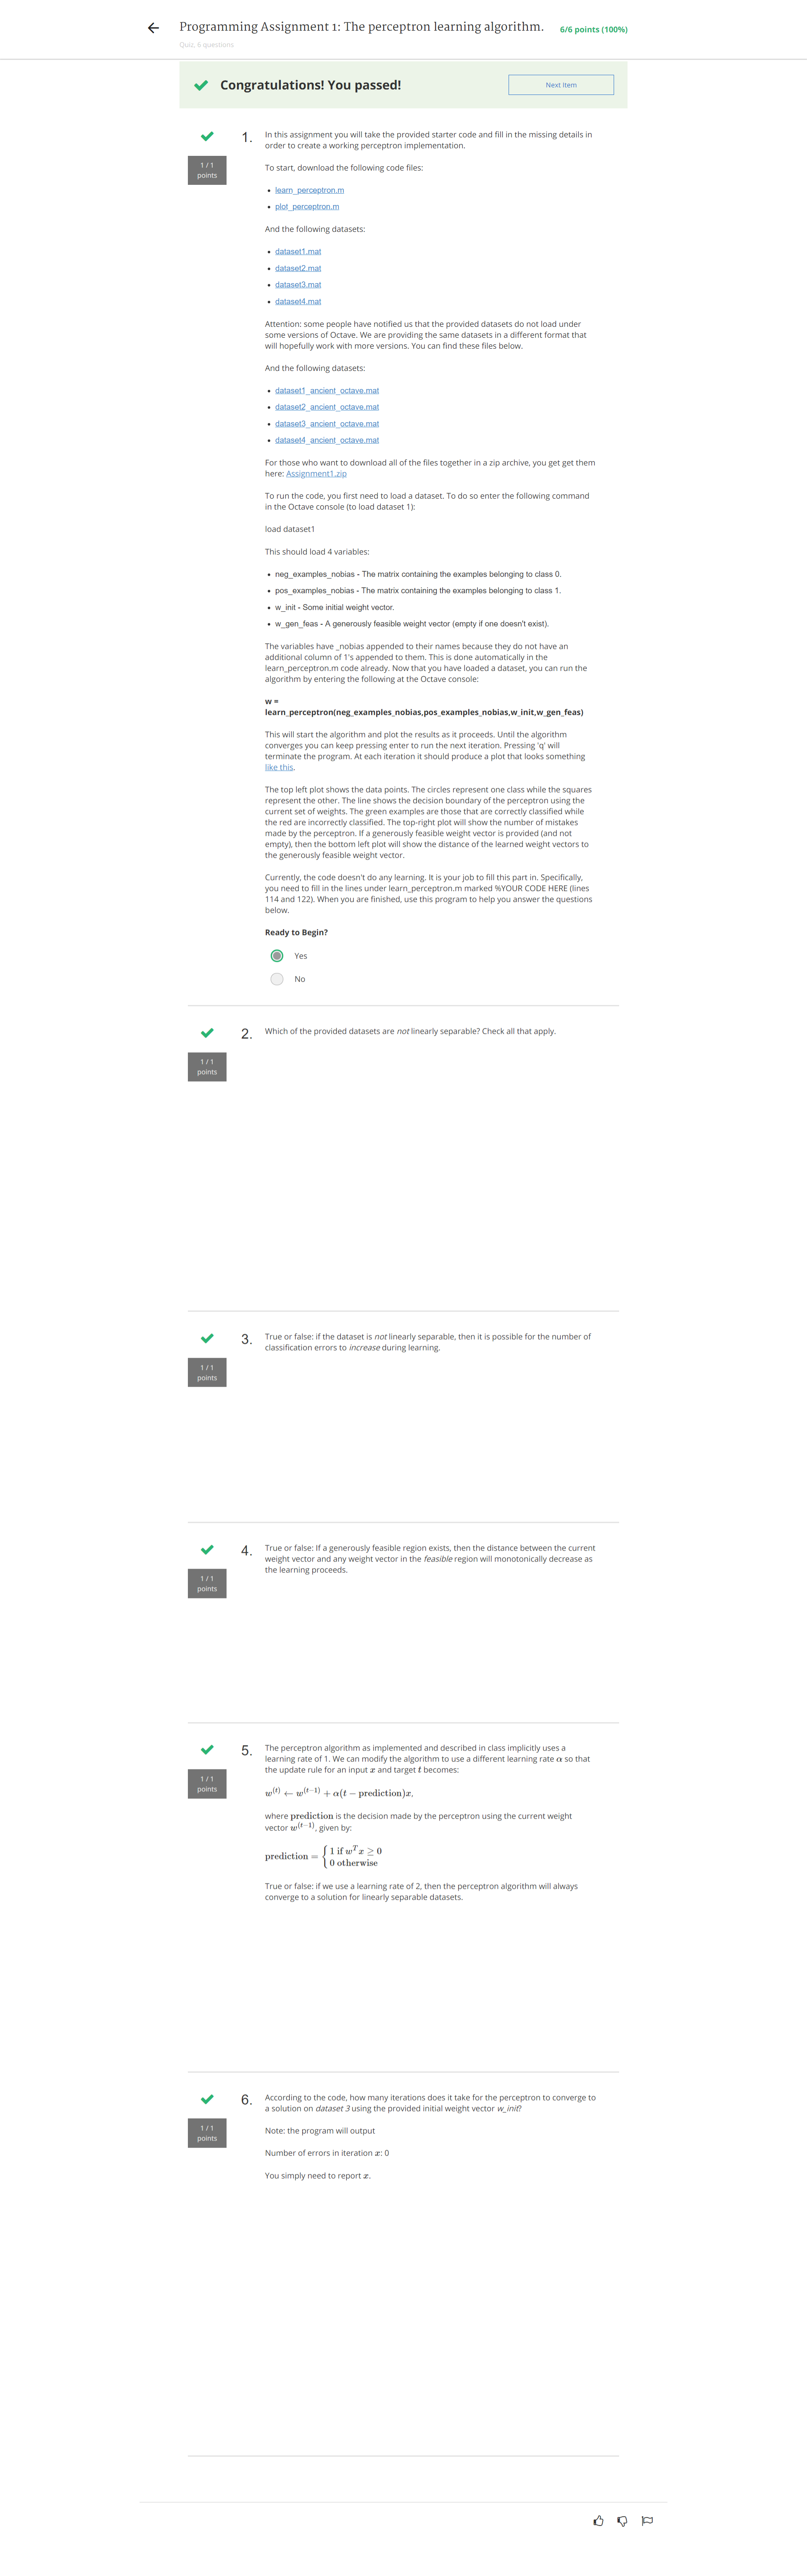 Programming Assignment 1: The perceptron learning algorithm.
6/6 points (100%)
Quiz, 6 questions
Congratulations! You passed!
Next Item
1 / 1
points
1.
In this assignment you will take the provided starter code and fill in the missing details in
order to create a working perceptron implementation.
To start, download the following code files:
• learn_perceptron.m
• plot_perceptron.m
And the following datasets:
• dataset1.mat
• dataset2.mat
• dataset3.mat
• dataset4.mat
Attention: some people have notified us that the provided datasets do not load under
some versions of Octave. We are providing the same datasets in a different format that
will hopefully work with more versions. You can find these files below.
And the following datasets:
• dataset1_ancient_octave.mat
• dataset2_ancient_octave.mat
• dataset3_ancient_octave.mat
• dataset4_ancient_octave.mat
For those who want to download all of the files together in a zip archive, you get get them
here: Assignment1.zip
To run the code, you first need to load a dataset. To do so enter the following command
in the Octave console (to load dataset 1):
load dataset1
This should load 4 variables:
• neg_examples_nobias - The matrix containing the examples belonging to class 0.
• pos_examples_nobias - The matrix containing the examples belonging to class 1.
• w_init - Some initial weight vector.
• w_gen_feas - A generously feasible weight vector (empty if one doesn't exist).
The variables have _nobias appended to their names because they do not have an
additional column of 1's appended to them. This is done automatically in the
learn_perceptron.m code already. Now that you have loaded a dataset, you can run the
algorithm by entering the following at the Octave console:
w =
learn_perceptron(neg_examples_nobias,pos_examples_nobias,w_init,w_gen_feas)
This will start the algorithm and plot the results as it proceeds. Until the algorithm
converges you can keep pressing enter to run the next iteration. Pressing 'q' will
terminate the program. At each iteration it should produce a plot that looks something
like this.
The top left plot shows the data points. The circles represent one class while the squares
represent the other. The line shows the decision boundary of the perceptron using the
current set of weights. The green examples are those that are correctly classified while
the red are incorrectly classified. The top-right plot will show the number of mistakes
made by the perceptron. If a generously feasible weight vector is provided (and not
empty), then the bottom left plot will show the distance of the learned weight vectors to
the generously feasible weight vector.
Currently, the code doesn't do any learning. It is your job to fill this part in. Specifically,
you need to fill in the lines under learn_perceptron.m marked %YOUR CODE HERE (lines
114 and 122). When you are finished, use this program to help you answer the questions
below.
Ready to Begin?
Yes
No
1 / 1
points
2.
Which of the provided datasets are not linearly separable? Check all that apply.
1 / 1
points
3.
True or false: if the dataset is not linearly separable, then it is possible for the number of
classification errors to increase during learning.
1 / 1
points
4.
True or false: If a generously feasible region exists, then the distance between the current
weight vector and any weight vector in the feasible region will monotonically decrease as
the learning proceeds.
1 / 1
points
5.
The perceptron algorithm as implemented and described in class implicitly uses a
learning rate of 1. We can modify the algorithm to use a different learning rate α so that
the update rule for an input x and target t becomes:
w^(t) ← w^(t−1) + α(t − prediction)x,
where prediction is the decision made by the perceptron using the current weight
vector w^(t−1), given by:
prediction = { 1 if w^T x ≥ 0
0 otherwise
True or false: if we use a learning rate of 2, then the perceptron algorithm will always
converge to a solution for linearly separable datasets.
1 / 1
points
6.
According to the code, how many iterations does it take for the perceptron to converge to
a solution on dataset 3 using the provided initial weight vector w_init?
Note: the program will output
Number of errors in iteration x: 0
You simply need to report x.